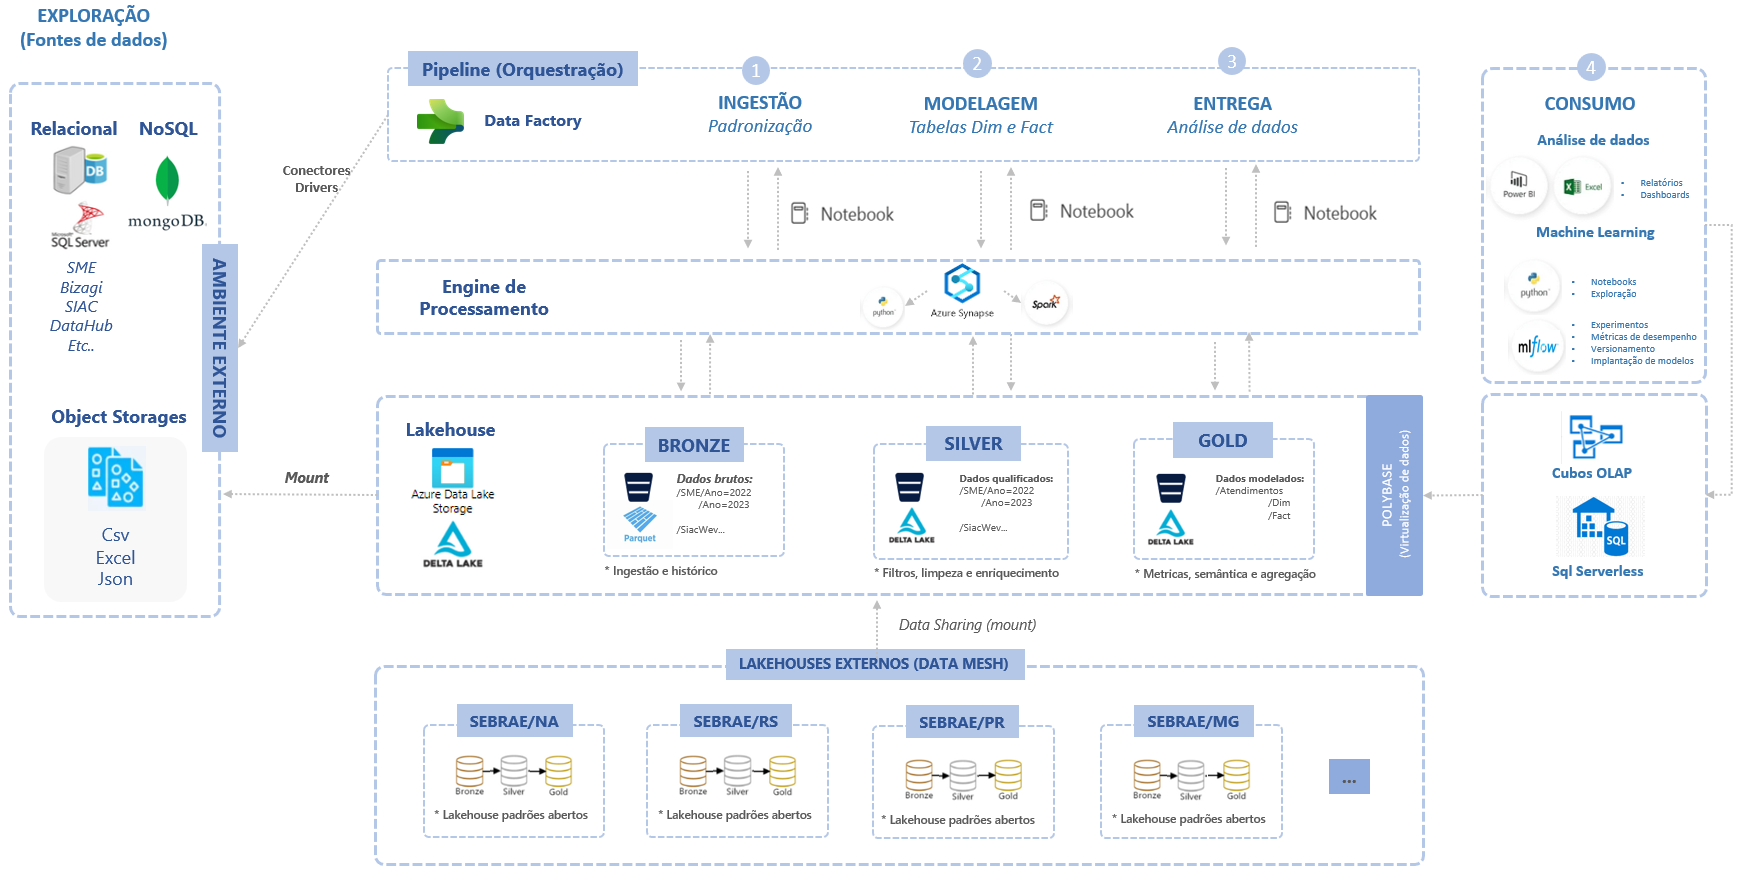 EXPLORAÇÃO
(Fontes de dados)
Relacional
NoSQL
DB
Microsoft
SQL Server
mongoDB.
SME
Bizagi
SIAC
DataHub
Etc..
AMBIENTE EXTERNO
Object Storages
Csv
Excel
Json
Conectores
Drivers
Mount
Pipeline (Orquestração)
Data Factory
1
INGESTÃO
Padronização
2
MODELAGEM
Tabelas Dim e Fact
3
ENTREGA
Análise de dados
Notebook
Notebook
Notebook
Engine de
Processamento
python
Azure Synapse
Spark
Lakehouse
Azure Data Lake
Storage
DELTA LAKE
BRONZE
Dados brutos:
/SME/Ano=2022
/Ano=2023
/SiacWev...
Parquet
* Ingestão e histórico
SILVER
Dados qualificados:
/SME/Ano=2022
/Ano=2023
/SiacWev...
DELTA LAKE
* Filtros, limpeza e enriquecimento
GOLD
Dados modelados:
/Atendimentos
/Dim
/Fact
DELTA LAKE
* Metricas, semântica e agregação
POLYBASE
(Virtualização de dados)
4
CONSUMO
Análise de dados
Power BI
Excel
• Relatórios
• Dashboards
Machine Learning
python
• Notebooks
• Exploração
mlflow
• Experimentos
• Métricas de desempenho
• Versionamento
• Implantação de modelos
Cubos OLAP
SQL
Sql Serverless
Data Sharing (mount)
LAKEHOUSES EXTERNOS (DATA MESH)
SEBRAE/NA
Bronze
Silver
Gold
* Lakehouse padrões abertos
SEBRAE/RS
Bronze
Silver
Gold
* Lakehouse padrões abertos
SEBRAE/PR
Bronze
Silver
Gold
* Lakehouse padrões abertos
SEBRAE/MG
Bronze
Silver
Gold
* Lakehouse padrões abertos
...